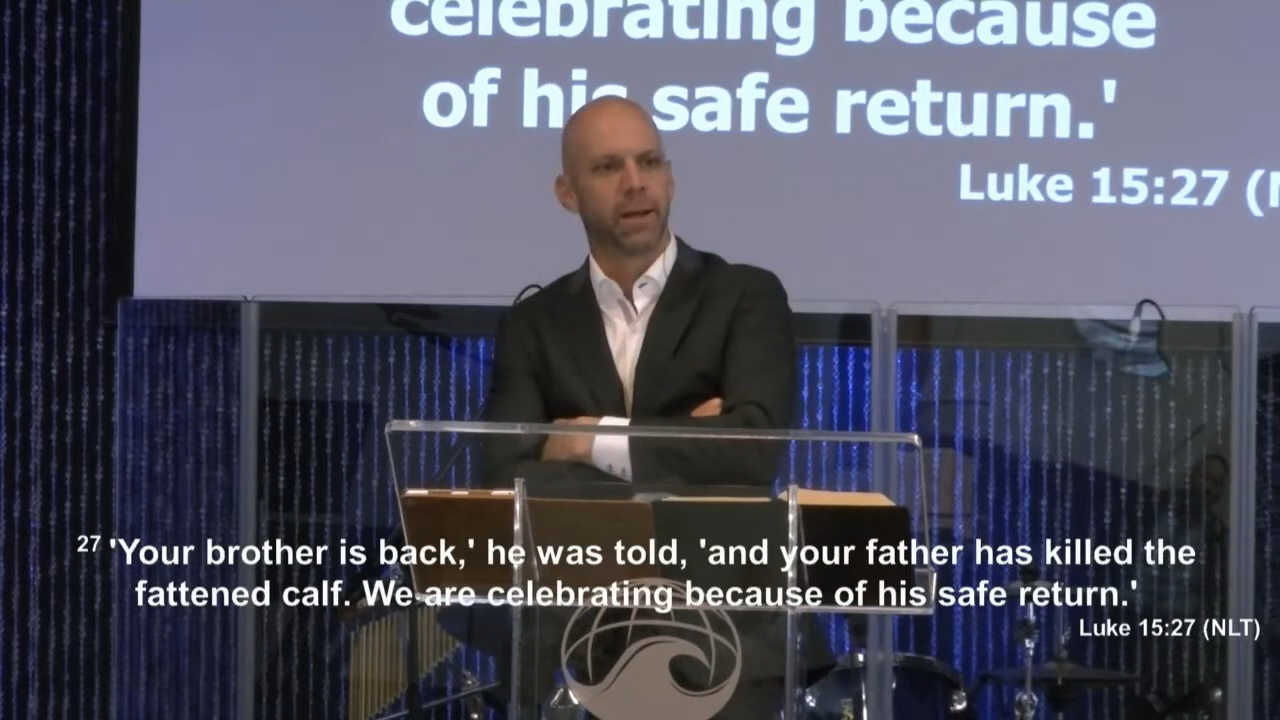 celebrating because
of his safe return.'
Luke 15:27 (N
27 'Your brother is back,' he was told, 'and your father has killed the
fattened calf. We are celebrating because of his safe return.'
Luke 15:27 (NLT)